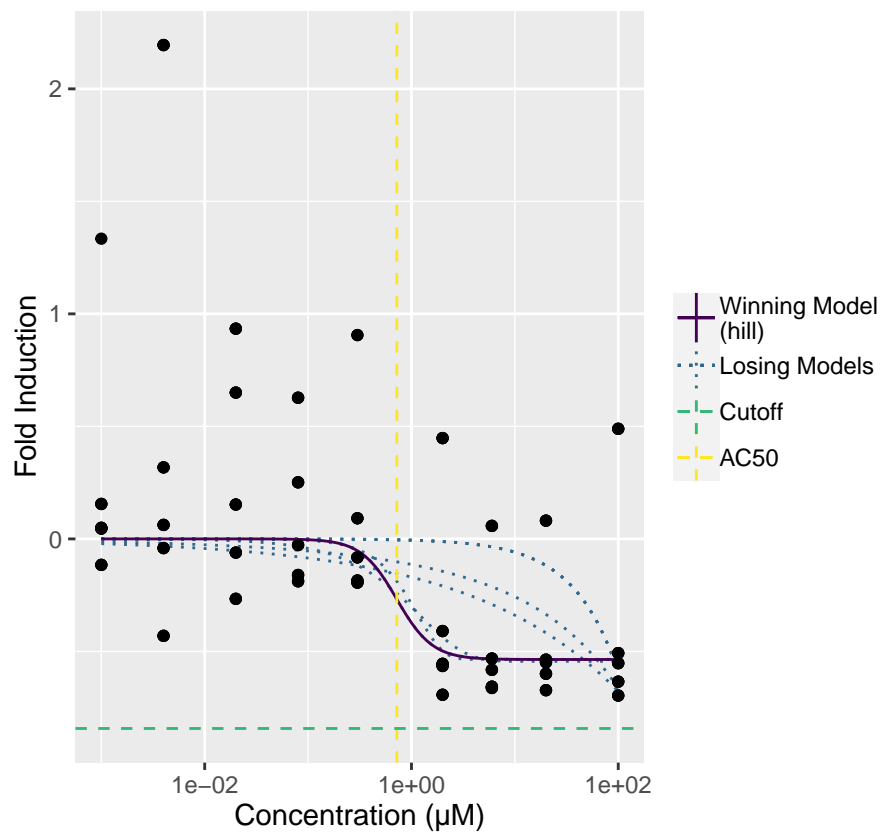 2
1
0
Fold Induction
1e−02
1e+00
1e+02
Concentration (μM)
Winning Model
(hill)
Losing Models
Cutoff
AC50